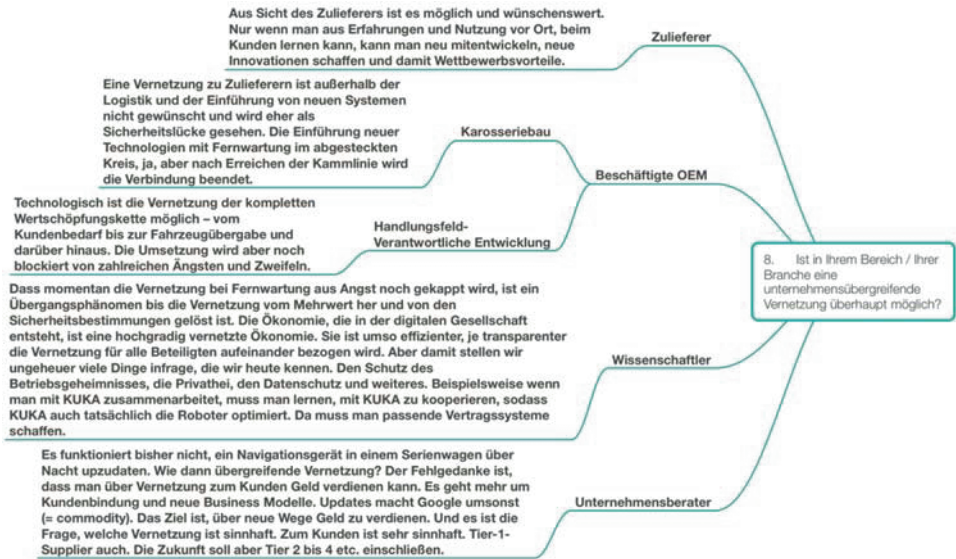 Aus Sicht des Zulieferers ist es möglich und wünschenswert.
Nur wenn man aus Erfahrungen und Nutzung vor Ort, beim
Kunden lernen kann, kann man neu mitentwickeln, neue
Innovationen schaffen und damit Wettbewerbsvorteile.
Zulieferer
Eine Vernetzung zu Zulieferern ist außerhalb der
Logistik und der Einführung von neuen Systemen
nicht gewünscht und wird eher als
Sicherheitslücke gesehen. Die Einführung neuer
Technologien mit Fernwartung im abgesteckten
Kreis, ja, aber nach Erreichen der Kammlinie wird
die Verbindung beendet.
Karosseriebau
Beschäftigte OEM
Technologisch ist die Vernetzung der kompletten
Wertschöpfungskette möglich – vom
Kundenbedarf bis zur Fahrzeugübergabe und
darüber hinaus. Die Umsetzung wird aber noch
blockiert von zahlreichen Ängsten und Zweifeln.
Handlungsfeld-
Verantwortliche Entwicklung
8. Ist in Ihrem Bereich / Ihrer
Branche eine
unternehmensübergreifende
Vernetzung überhaupt möglich?
Dass momentan die Vernetzung bei Fernwartung aus Angst noch gekappt wird, ist ein
Übergangsphänomen bis die Vernetzung vom Mehrwert her und von den
Sicherheitsbestimmungen gelöst ist. Die Ökonomie, die in der digitalen Gesellschaft
entsteht, ist eine hochgradig vernetzte Ökonomie. Sie ist umso effizienter, je transparenter
die Vernetzung für alle Beteiligten aufeinander bezogen wird. Aber damit stellen wir
ungeheuer viele Dinge infrage, die wir heute kennen. Den Schutz des
Betriebsgeheimnisses, die Privathei, den Datenschutz und weiteres. Beispielsweise wenn
man mit KUKA zusammenarbeitet, muss man lernen, mit KUKA zu kooperieren, sodass
KUKA auch tatsächlich die Roboter optimiert. Da muss man passende Vertragssysteme
schaffen.
Wissenschaftler
Es funktioniert bisher nicht, ein Navigationsgerät in einem Serienwagen über
Nacht upzudaten. Wie dann übergreifende Vernetzung? Der Fehlgedanke ist,
dass man über Vernetzung zum Kunden Geld verdienen kann. Es geht mehr um
Kundenbindung und neue Business Modelle. Updates macht Google umsonst
(= commodity). Das Ziel ist, über neue Wege Geld zu verdienen. Und es ist die
Frage, welche Vernetzung ist sinnhaft. Zum Kunden ist sehr sinnhaft. Tier-1-
Supplier auch. Die Zukunft soll aber Tier 2 bis 4 etc. einschließen.
Unternehmensberater